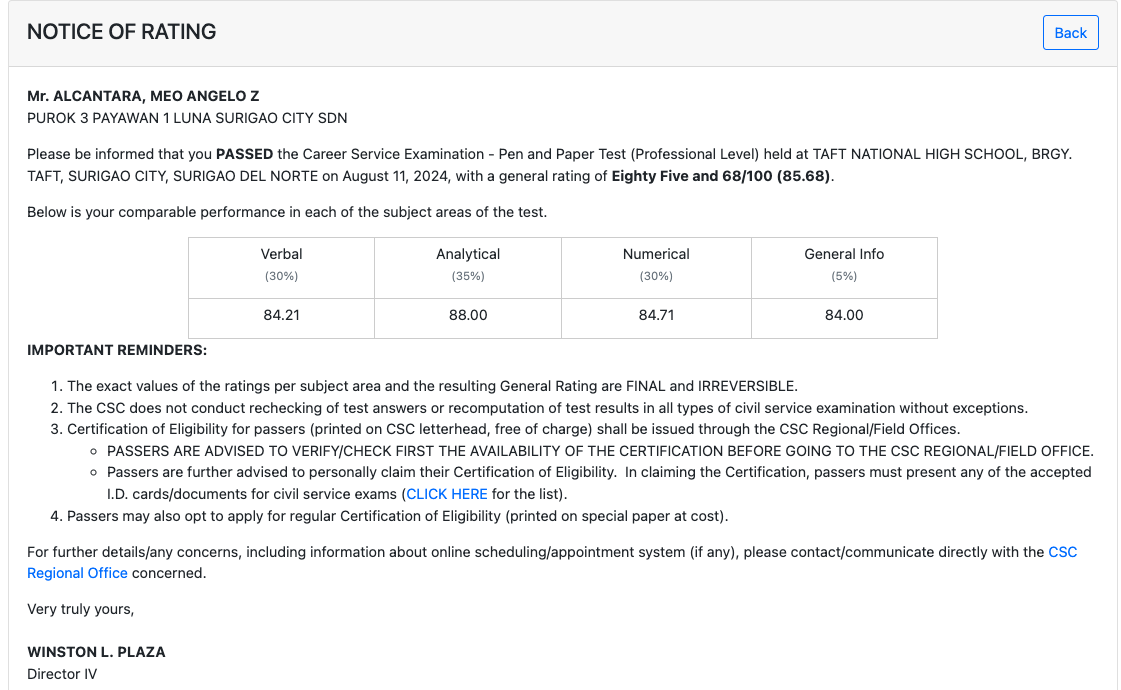 NOTICE OF RATING
Back
Mr. ALCANTARA, MEO ANGELO Z
PUROK 3 PAYAWAN 1 LUNA SURIGAO CITY SDN
Please be informed that you PASSED the Career Service Examination - Pen and Paper Test (Professional Level) held at TAFT NATIONAL HIGH SCHOOL, BRGY.
TAFT, SURIGAO CITY, SURIGAO DEL NORTE on August 11, 2024, with a general rating of Eighty Five and 68/100 (85.68).
Below is your comparable performance in each of the subject areas of the test.
Verbal Analytical Numerical General Info
(30%) (35%) (30%) (5%)
84.21 88.00 84.71 84.00
IMPORTANT REMINDERS:
1. The exact values of the ratings per subject area and the resulting General Rating are FINAL and IRREVERSIBLE.
2. The CSC does not conduct rechecking of test answers or recomputation of test results in all types of civil service examination without exceptions.
3. Certification of Eligibility for passers (printed on CSC letterhead, free of charge) shall be issued through the CSC Regional/Field Offices.
◦ PASSERS ARE ADVISED TO VERIFY/CHECK FIRST THE AVAILABILITY OF THE CERTIFICATION BEFORE GOING TO THE CSC REGIONAL/FIELD OFFICE.
◦ Passers are further advised to personally claim their Certification of Eligibility. In claiming the Certification, passers must present any of the accepted
I.D. cards/documents for civil service exams (CLICK HERE for the list).
4. Passers may also opt to apply for regular Certification of Eligibility (printed on special paper at cost).
For further details/any concerns, including information about online scheduling/appointment system (if any), please contact/communicate directly with the CSC
Regional Office concerned.
Very truly yours,
WINSTON L. PLAZA
Director IV